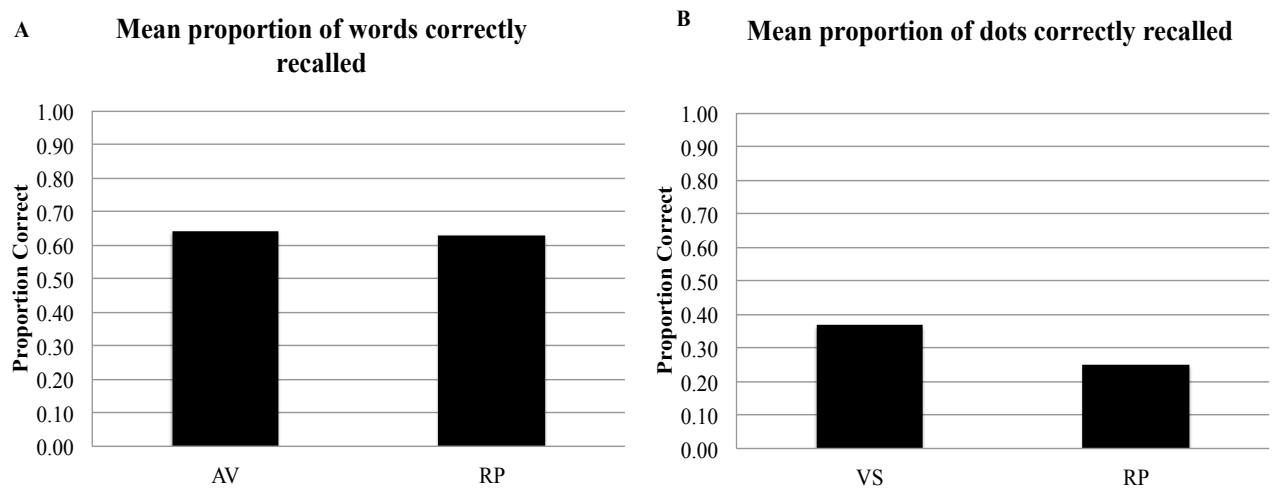 A
Mean proportion of words correctly
recalled
Proportion Correct
1.00
0.90
0.80
0.70
0.60
0.50
0.40
0.30
0.20
0.10
0.00
AV RP
B
Mean proportion of dots correctly recalled
Proportion Correct
1.00
0.90
0.80
0.70
0.60
0.50
0.40
0.30
0.20
0.10
0.00
VS RP